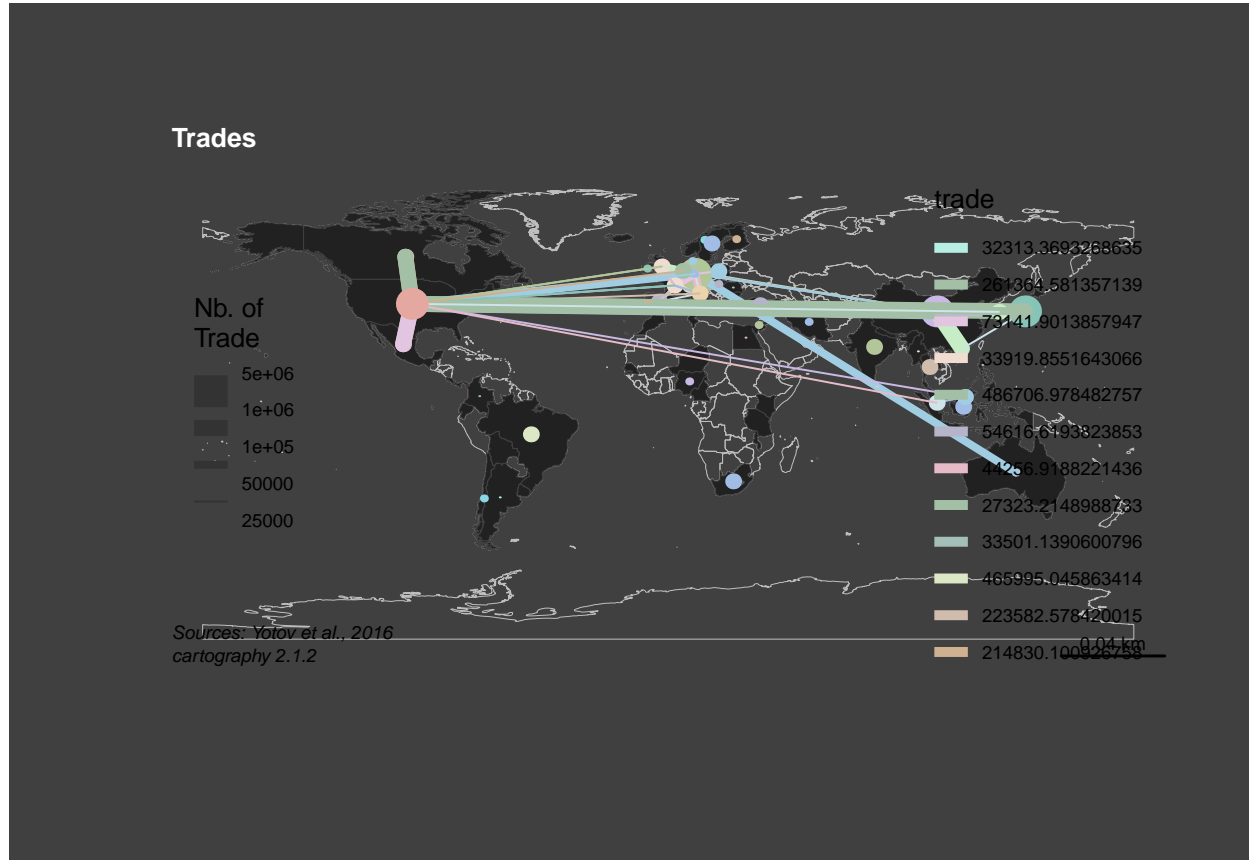 Trades
trade
32313.3693268635
261364.581357139
73141.9013857947
33919.8551643066
486706.978482757
54616.6193823853
44256.9188221436
27323.2148988733
33501.1390600796
465995.045863414
223582.578420015
214830.100926758
Nb. of
Trade
5e+06
1e+06
1e+05
50000
25000
Sources: Yotov et al., 2016
cartography 2.1.2
0.04 km